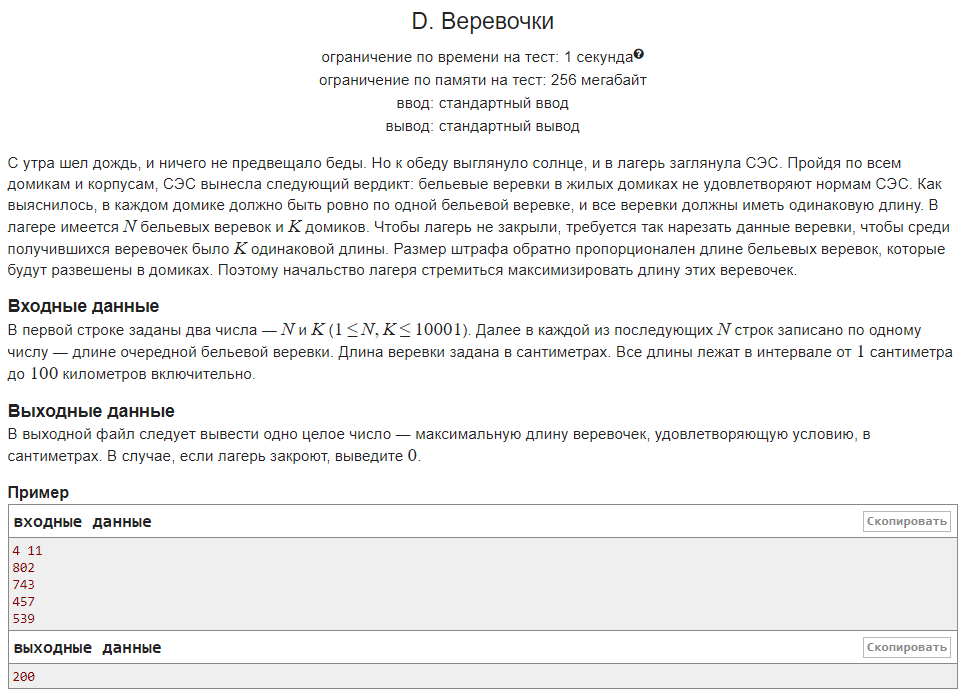 D. Веревочки
ограничение по времени на тест: 1 секунда?
ограничение по памяти на тест: 256 мегабайт
ввод: стандартный ввод
вывод: стандартный вывод
С утра шел дождь, и ничего не предвещало беды. Но к обеду выглянуло солнце, и в лагерь заглянула СЭС. Пройдя по всем
домикам и корпусам, СЭС вынесла следующий вердикт: бельевые веревки в жилых домиках не удовлетворяют нормам СЭС. Как
выяснилось, в каждом домике должно быть ровно по одной бельевой веревке, и все веревки должны иметь одинаковую длину. В
лагере имеется N бельевых веревок и K домиков. Чтобы лагерь не закрыли, требуется так нарезать данные веревки, чтобы среди
получившихся веревочек было K одинаковой длины. Размер штрафа обратно пропорционален длине бельевых веревок, которые
будут развешены в домиках. Поэтому начальство лагеря стремиться максимизировать длину этих веревочек.
Входные данные
В первой строке заданы два числа — N и K (1 ≤ N, K ≤ 10001). Далее в каждой из последующих N строк записано по одному
числу — длине очередной бельевой веревки. Длина веревки задана в сантиметрах. Все длины лежат в интервале от 1 сантиметра
до 100 километров включительно.
Выходные данные
В выходной файл следует вывести одно целое число — максимальную длину веревочек, удовлетворяющую условию, в
сантиметрах. В случае, если лагерь закроют, выведите 0.
Пример
входные данные Скопировать
4 11
802
743
457
539
выходные данные Скопировать
200